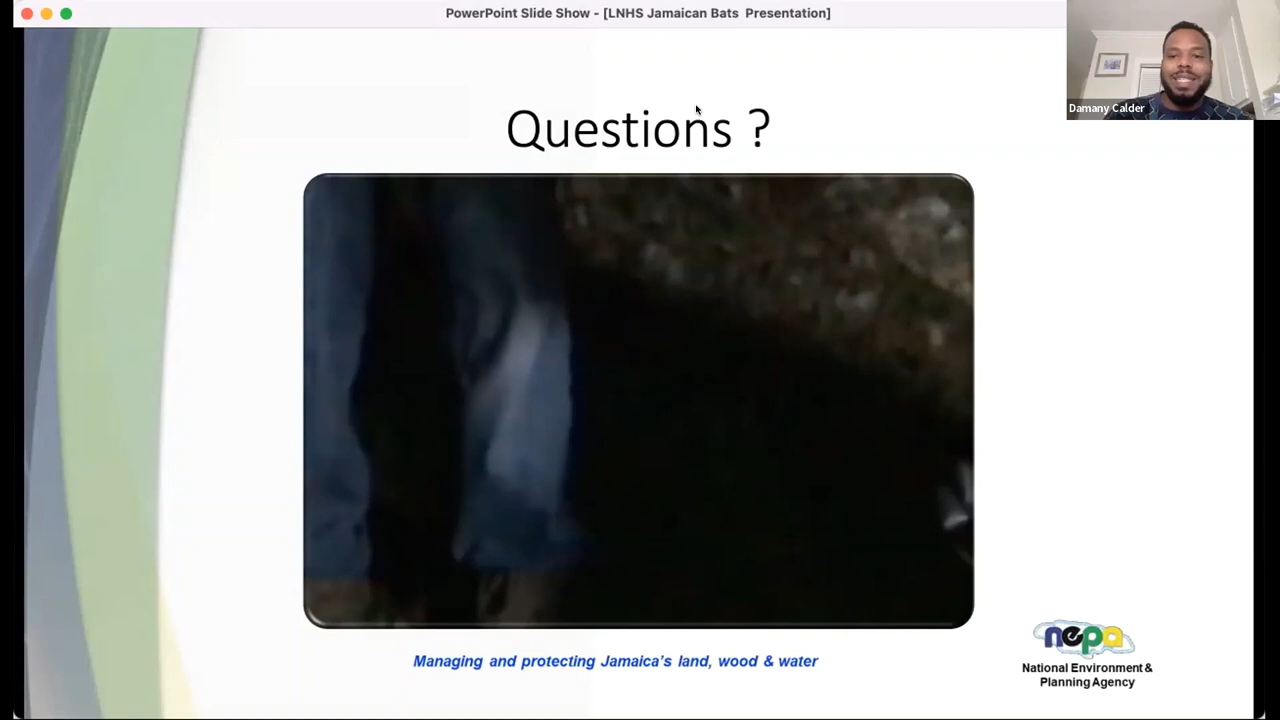 PowerPoint Slide Show - [LNHS Jamaican Bats  Presentation]
Damany Calder
Questions ?
Managing and protecting Jamaica's land, wood & water
nepa
National Environment &
Planning Agency